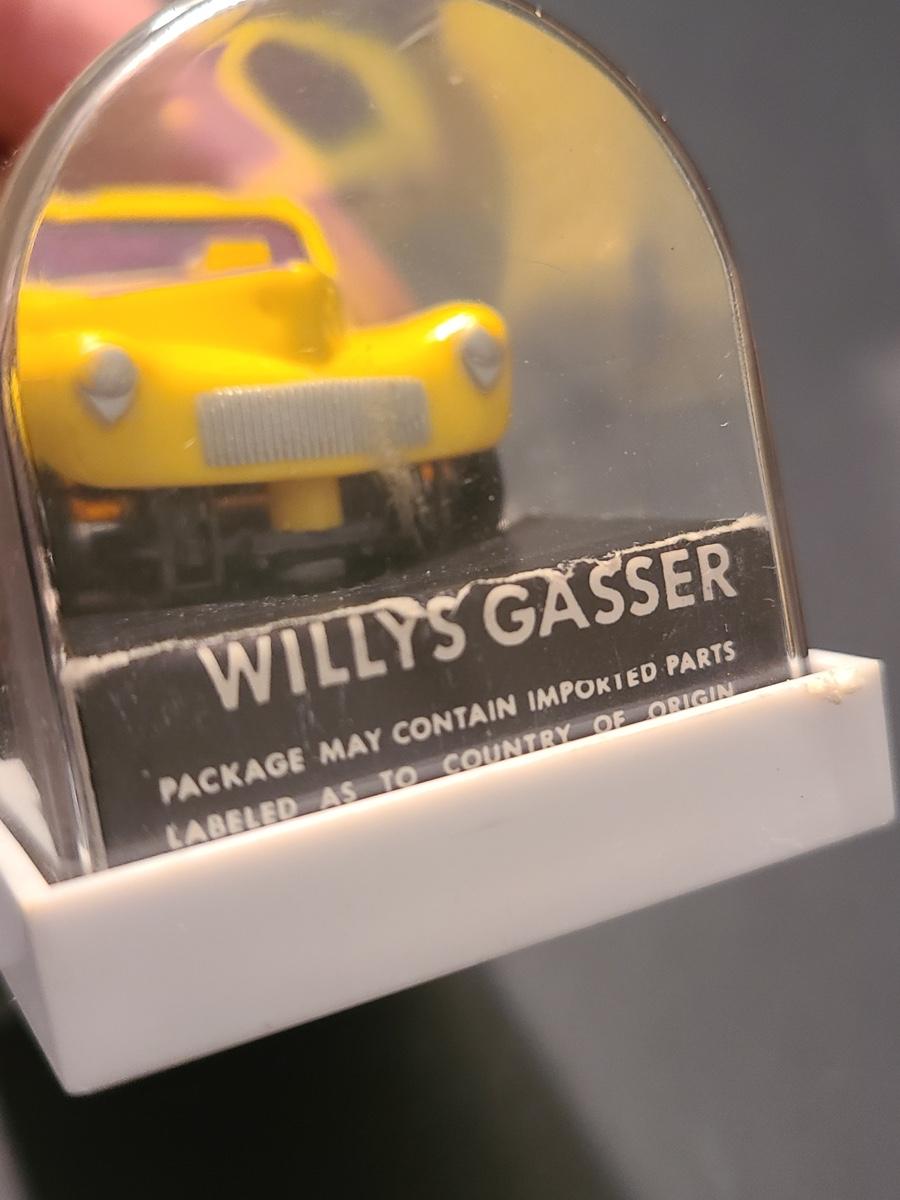 WILLYS GASSER
PACKAGE MAY CONTAIN IMPORTED PARTS
LABELED AS TO COUNTRY OF ORIGIN